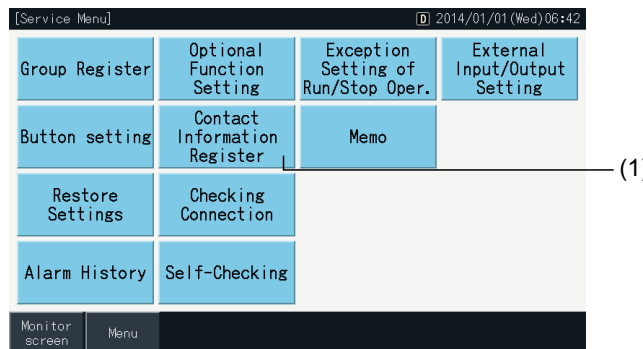 [Service Menu] D 2014/01/01(Wed)06:42
Group Register
Optional
Function
Setting
Exception
Setting of
Run/Stop Oper.
External
Input/Output
Setting
Button setting
Contact
Information
Register
Memo
(1)
Restore
Settings
Checking
Connection
Alarm History
Self-Checking
Monitor
screen
Menu